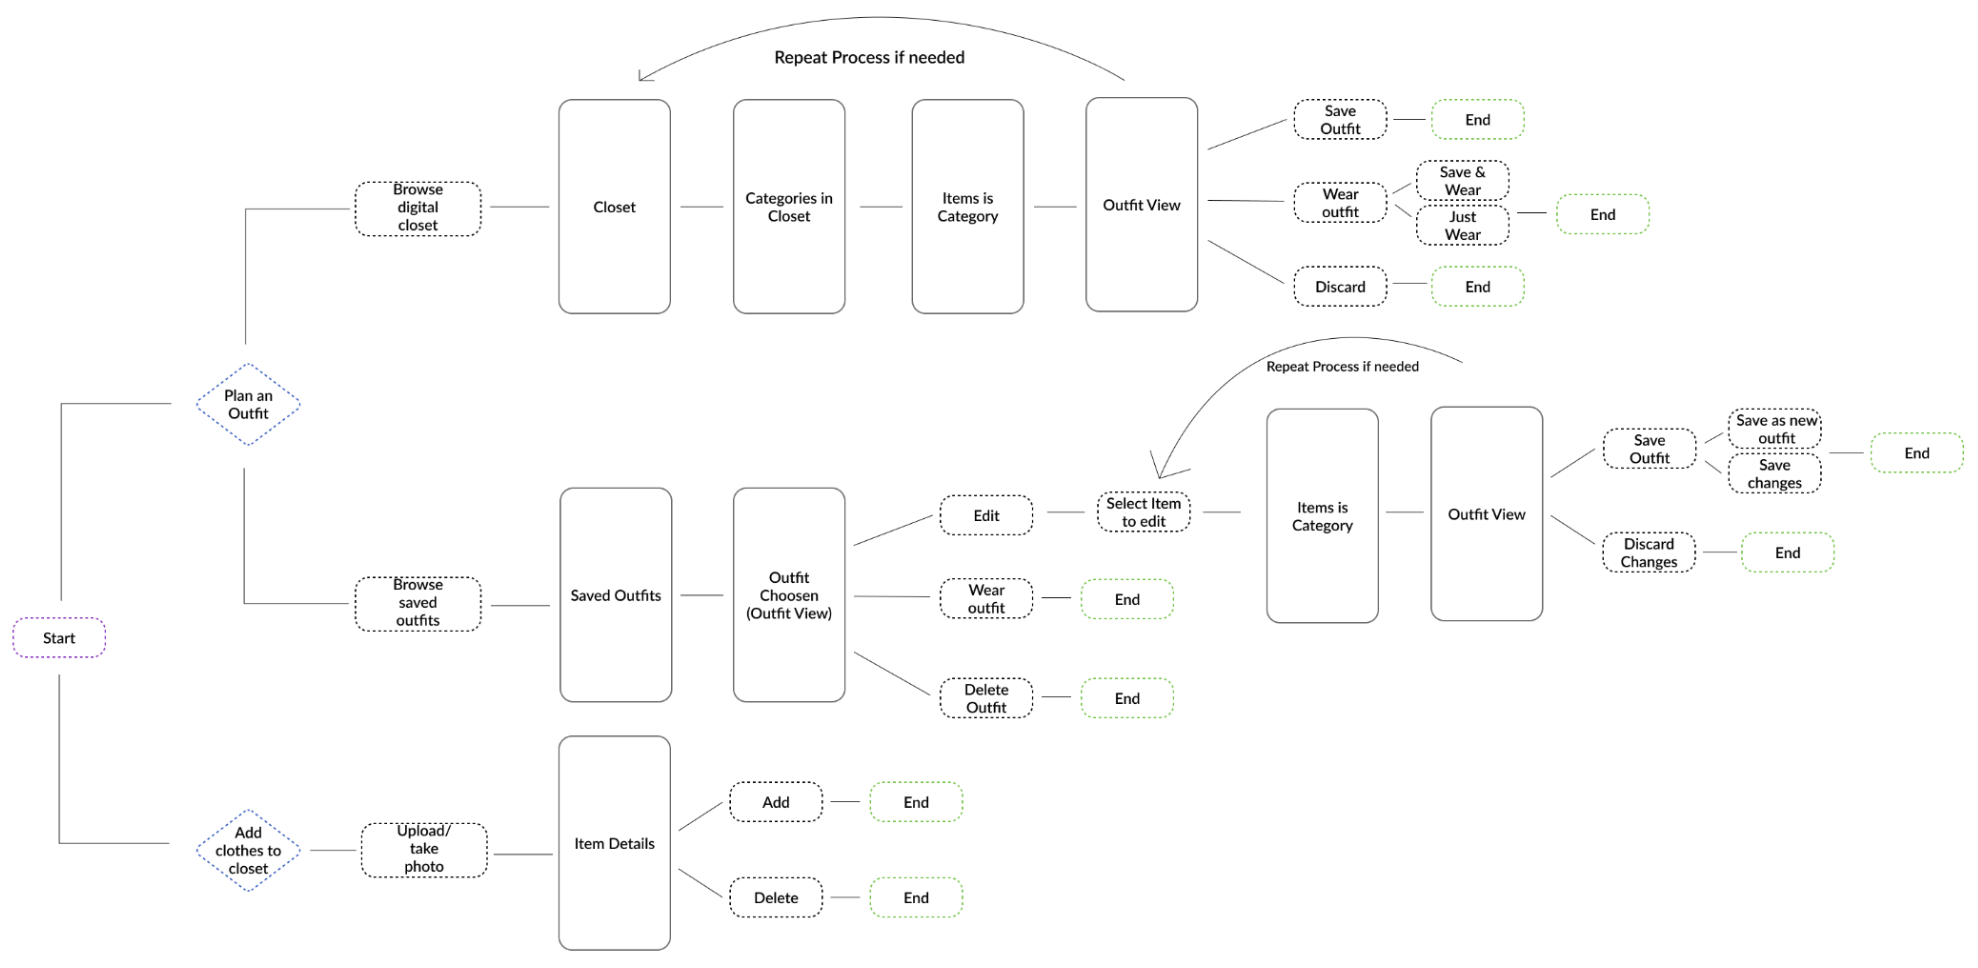 Repeat Process if needed
Browse
digital
closet
Closet
Categories in
Closet
Items is
Category
Outfit View
Save
Outfit
End
Wear
outfit
Save &
Wear
Just
Wear
End
Discard
End
Plan an
Outfit
Repeat Process if needed
Browse
saved
outfits
Saved Outfits
Outfit
Choosen
(Outfit View)
Edit
Select Item
to edit
Items is
Category
Outfit View
Save
Outfit
Save as new
outfit
Save
changes
End
Discard
Changes
End
Wear
outfit
End
Delete
Outfit
End
Start
Add
clothes to
closet
Upload/
take
photo
Item Details
Add
End
Delete
End